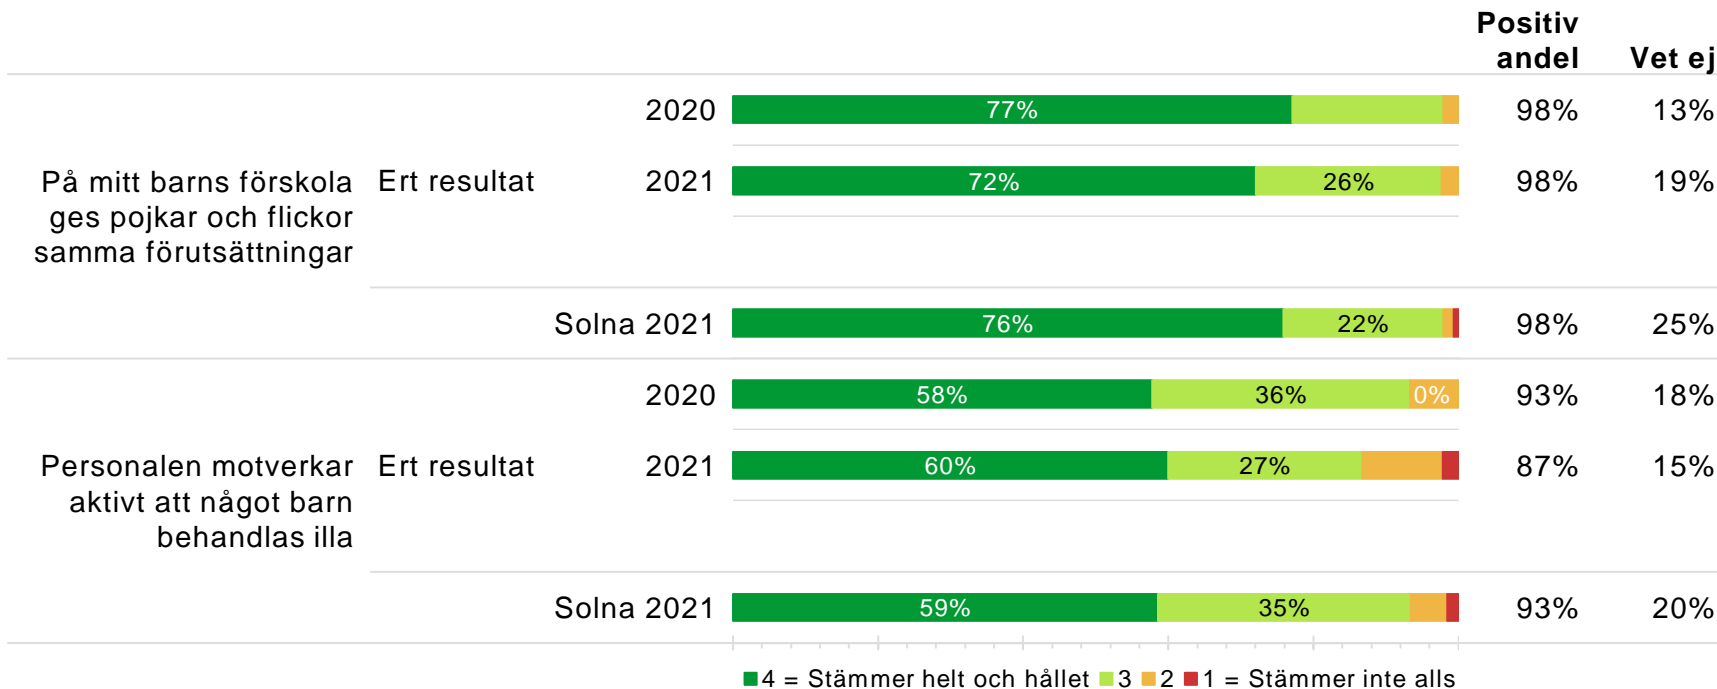 Positiv andel Vet ej
2020 77% 98% 13%
På mitt barns förskola ges pojkar och flickor samma förutsättningar
Ert resultat 2021 72% 26% 98% 19%
Solna 2021 76% 22% 98% 25%
2020 58% 36% 0% 93% 18%
Personalen motverkar aktivt att något barn behandlas illa
Ert resultat 2021 60% 27% 87% 15%
Solna 2021 59% 35% 93% 20%
4 = Stämmer helt och hållet 3 2 1 = Stämmer inte alls